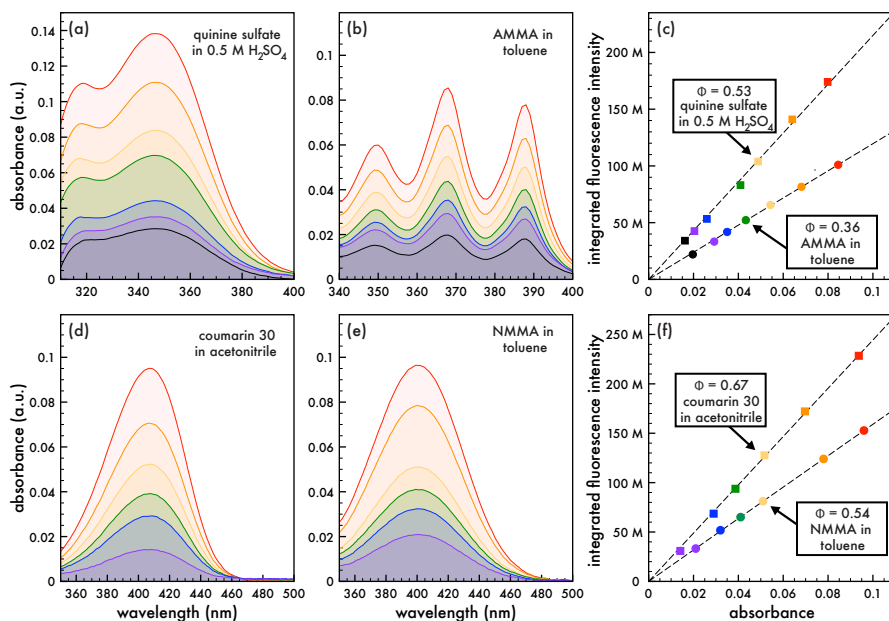 (a)
quinine sulfate
in 0.5 M H2SO4
0.14
0.12
0.1
0.08
0.06
0.04
0.02
0
320
340
360
380
400
absorbance (a.u.)
(b)
AMMA in
toluene
0.1
0.08
0.06
0.04
0.02
0
340
350
360
370
380
390
400
(c)
200 M
150 M
100 M
50 M
0
0
0.02
0.04
0.06
0.08
0.1
integrated fluorescence intensity
Φ = 0.53
quinine sulfate
in 0.5 M H2SO4
Φ = 0.36
AMMA in
toluene
(d)
coumarin 30
in acetonitrile
0.1
0.08
0.06
0.04
0.02
0
360
380
400
420
440
460
480
500
absorbance (a.u.)
wavelength (nm)
(e)
NMMA in
toluene
0.1
0.08
0.06
0.04
0.02
0
360
380
400
420
440
460
480
500
wavelength (nm)
(f)
250 M
200 M
150 M
100 M
50 M
0
0
0.02
0.04
0.06
0.08
0.1
integrated fluorescence intensity
absorbance
Φ = 0.67
coumarin 30
in acetonitrile
Φ = 0.54
NMMA in
toluene